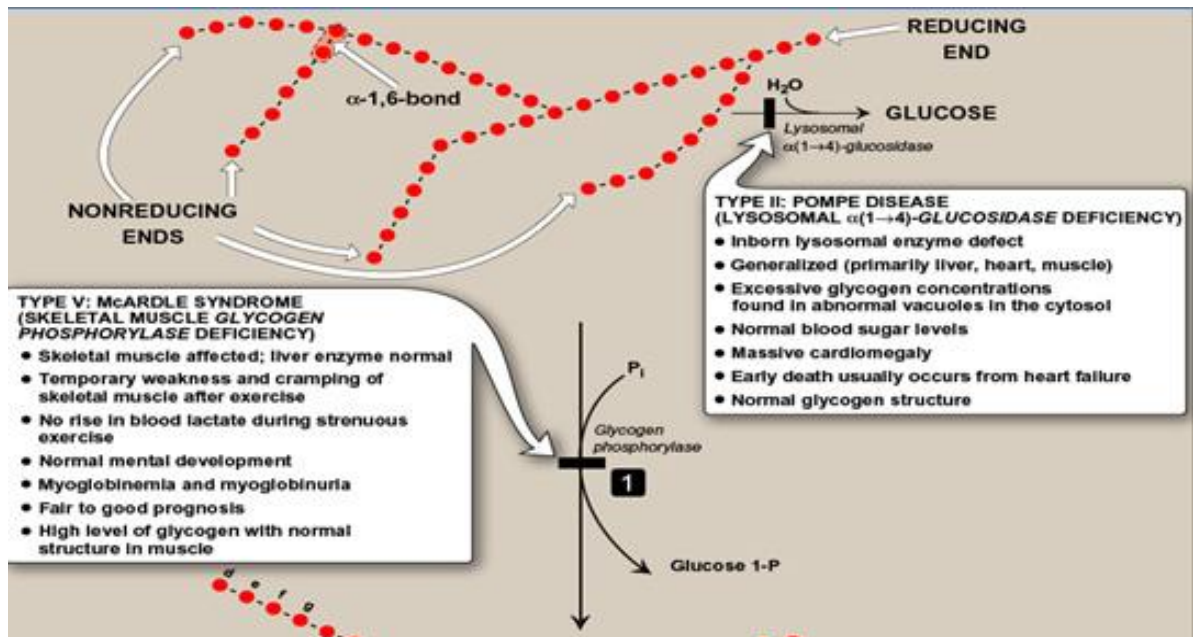 REDUCING
END
α-1,6-bond
H₂O
GLUCOSE
Lysosomal
α(1→4)-glucosidase
NONREDUCING
ENDS
TYPE II: POMPE DISEASE
(LYSOSOMAL α(1→4)-GLUCOSIDASE DEFICIENCY)
● Inborn lysosomal enzyme defect
● Generalized (primarily liver, heart, muscle)
● Excessive glycogen concentrations
found in abnormal vacuoles in the cytosol
● Normal blood sugar levels
● Massive cardiomegaly
● Early death usually occurs from heart failure
● Normal glycogen structure
TYPE V: McARDLE SYNDROME
(SKELETAL MUSCLE GLYCOGEN
PHOSPHORYLASE DEFICIENCY)
● Skeletal muscle affected; liver enzyme normal
● Temporary weakness and cramping of
skeletal muscle after exercise
● No rise in blood lactate during strenuous
exercise
● Normal mental development
● Myoglobinemia and myoglobinuria
● Fair to good prognosis
● High level of glycogen with normal
structure in muscle
Pi
Glycogen
phosphorylase
1
Glucose 1-P
d e f g